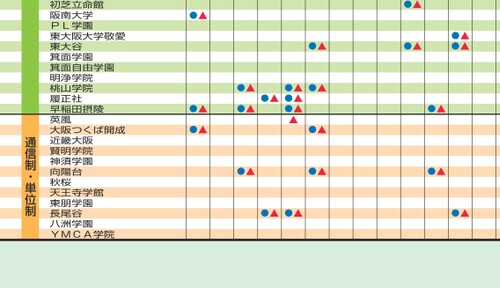 初芝立命館
●▲
阪南大学
●▲
ＰＬ学園
東大阪大学敬愛
●▲
東大谷
●▲ ●▲ ●▲
箕面学園
箕面自由学園
明浄学院
桃山学院
●▲ ●▲ ●▲
履正社
●▲ ●▲
早稲田摂陵
●▲ ●▲ ●▲ ●▲
通信制・単位制
英風
▲
大阪つくば開成
●▲ ●▲
近畿大阪
賢明学院
神須学園
向陽台
●▲ ●▲ ●▲
秋桜
天王寺学館
東朋学園
長尾谷
●▲ ●▲ ●▲
八洲学園
ＹＭＣＡ学院